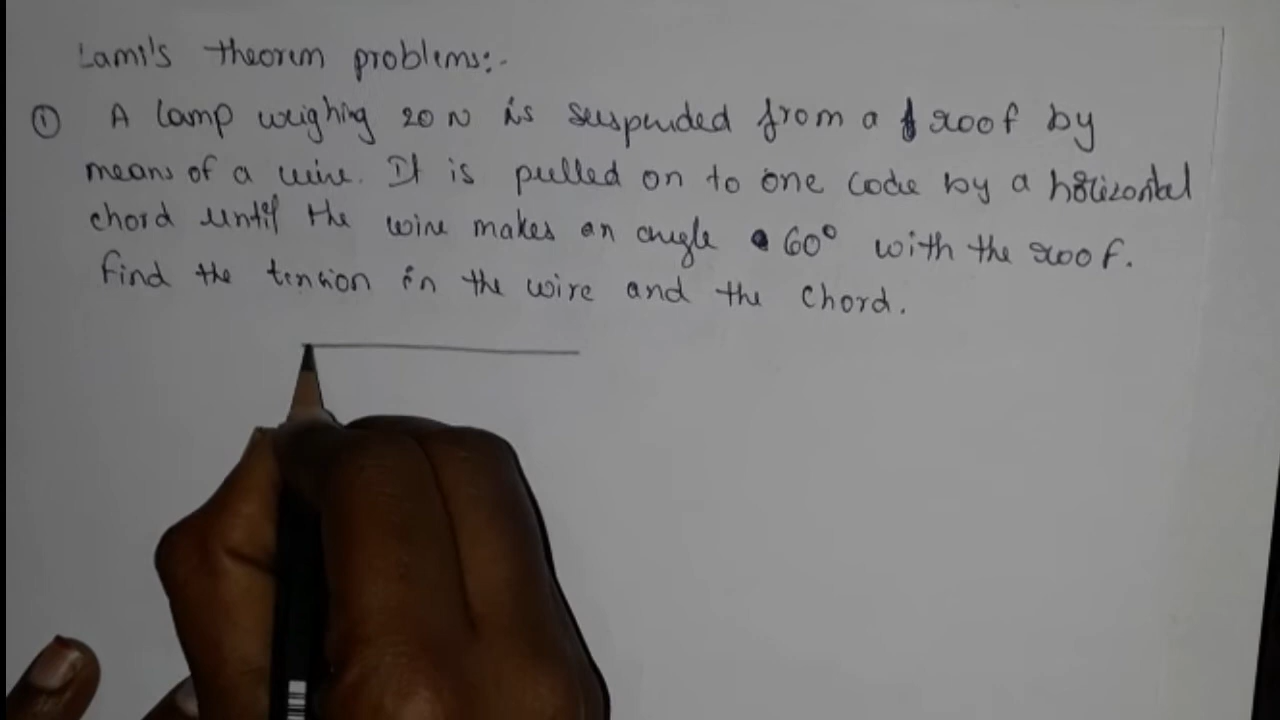 Lami's theorem problems:-
① A lamp weighing 20 N is suspended from a roof by
means of a wire. It is pulled on to one code by a horizontal
chord until the wire makes an angle 60° with the roof.
Find the tension in the wire and the chord.